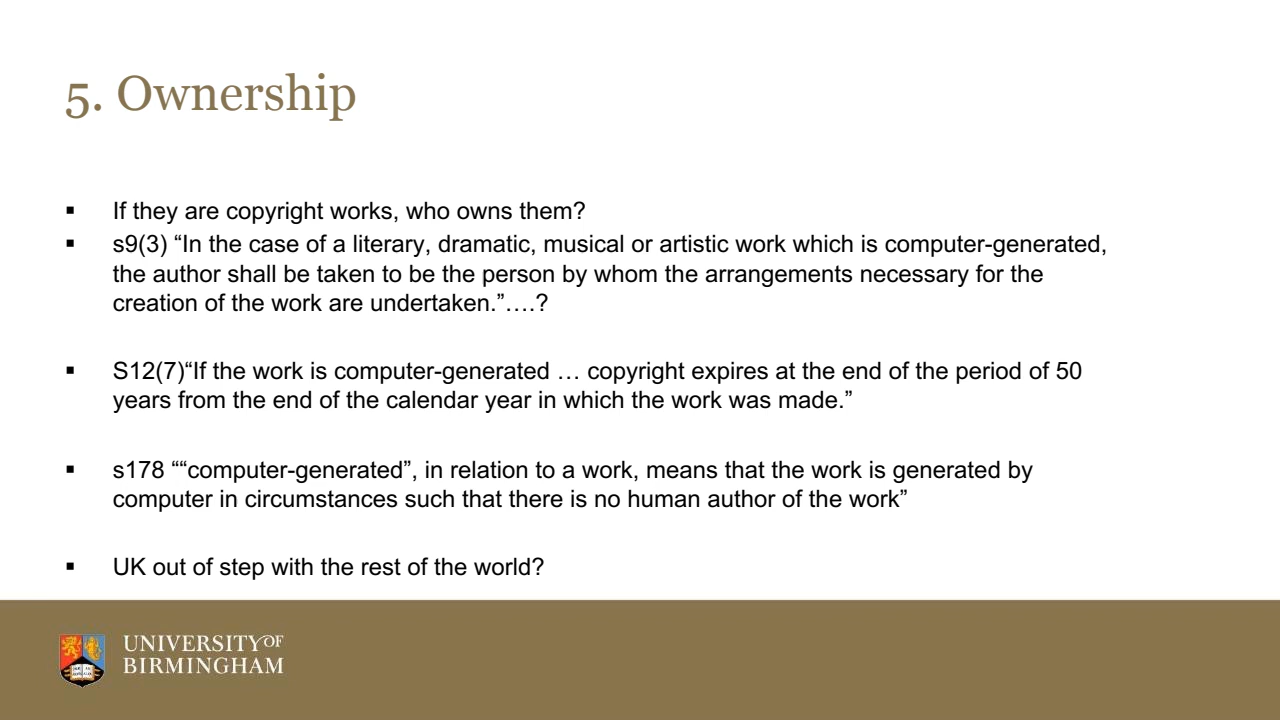 5. Ownership
▪ If they are copyright works, who owns them?
▪ s9(3) “In the case of a literary, dramatic, musical or artistic work which is computer-generated,
the author shall be taken to be the person by whom the arrangements necessary for the
creation of the work are undertaken.”….?
▪ S12(7)“If the work is computer-generated … copyright expires at the end of the period of 50
years from the end of the calendar year in which the work was made.”
▪ s178 ““computer-generated”, in relation to a work, means that the work is generated by
computer in circumstances such that there is no human author of the work”
▪ UK out of step with the rest of the world?
UNIVERSITY OF
BIRMINGHAM